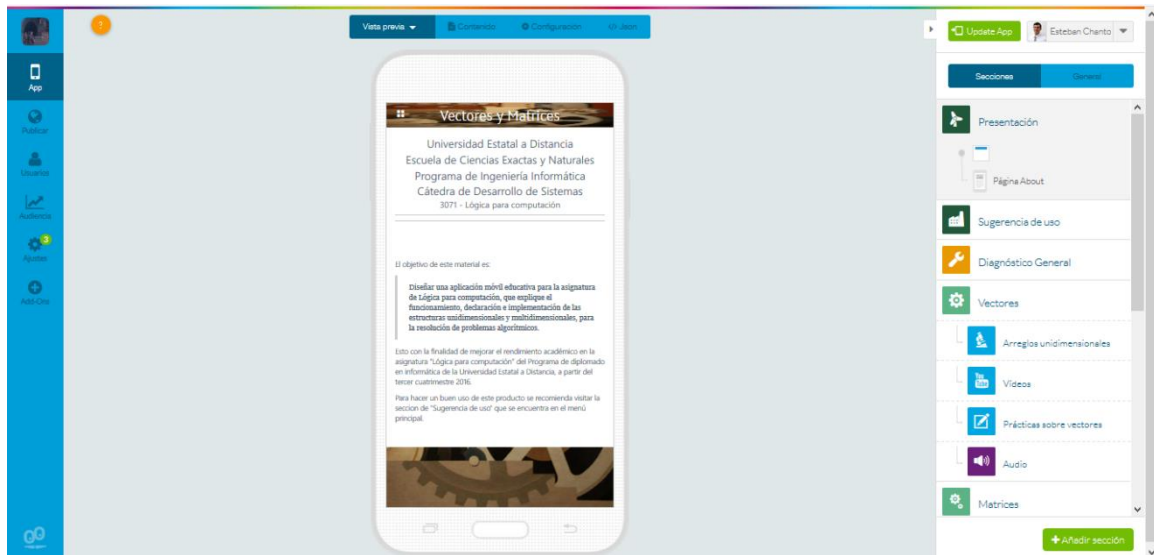 ?
Vista previa
Contenido
Configuración
</> Json
Update App
Esteban Chanto
App
Publicar
Usuarios
Audiencia
Ajustes
3
Add-Ons
Vectores y Matrices
Universidad Estatal a Distancia
Escuela de Ciencias Exactas y Naturales
Programa de Ingeniería Informática
Cátedra de Desarrollo de Sistemas
3071 - Lógica para computación
El objetivo de este material es:
Diseñar una aplicación móvil educativa para la asignatura
de Lógica para computación, que explique el
funcionamiento, declaración e implementación de las
estructuras unidimensionales y multidimensionales, para
la resolución de problemas algorítmicos.
Esto con la finalidad de mejorar el rendimiento académico en la
asignatura "Lógica para computación" del Programa de diplomado
en informática de la Universidad Estatal a Distancia, a partir del
tercer cuatrimestre 2016.
Para hacer un buen uso de este producto se recomienda visitar la
seccion de "Sugerencia de uso" que se encuentra en el menú
principal.
Secciones
General
Presentación
Página About
Sugerencia de uso
Diagnóstico General
Vectores
Arreglos unidimensionales
You Tube
Vídeos
Prácticas sobre vectores
Audio
Matrices
+ Añadir sección